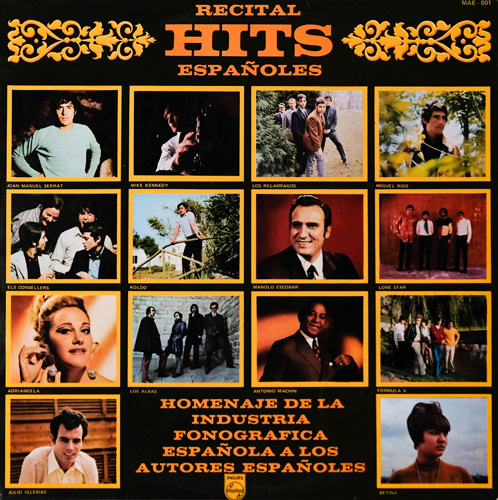 MAE - 001
RECITAL
HITS
ESPAÑOLES
JOAN MANUEL SERRAT
MIKE KENNEDY
LOS RELAMPAGOS
MIGUEL RIOS
ELS CONSELLERS
KOLDO
MANOLO ESCOBAR
LONE STAR
ADRIANGELA
LOS ALBAS
ANTONIO MACHIN
FORMULA V.
HOMENAJE DE LA
INDUSTRIA
FONOGRAFICA
ESPAÑOLA A LOS
AUTORES ESPAÑOLES
JULIO IGLESIAS
PHILIPS
BETINA